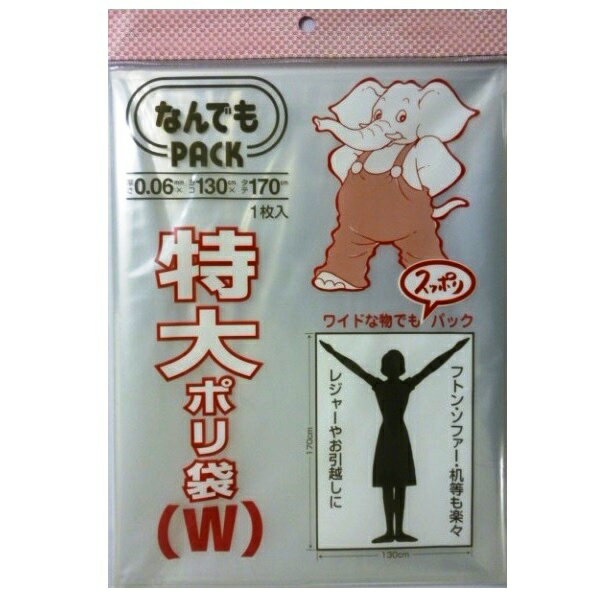 なんでも
PACK
厚さ0.06mm×ヨコ130cm×タテ170cm
1枚入
特大ポリ袋(W)
スッポリ
ワイドな物でも パック
フトン・ソファー・机等も楽々
レジャーやお引越しに
170cm
130cm